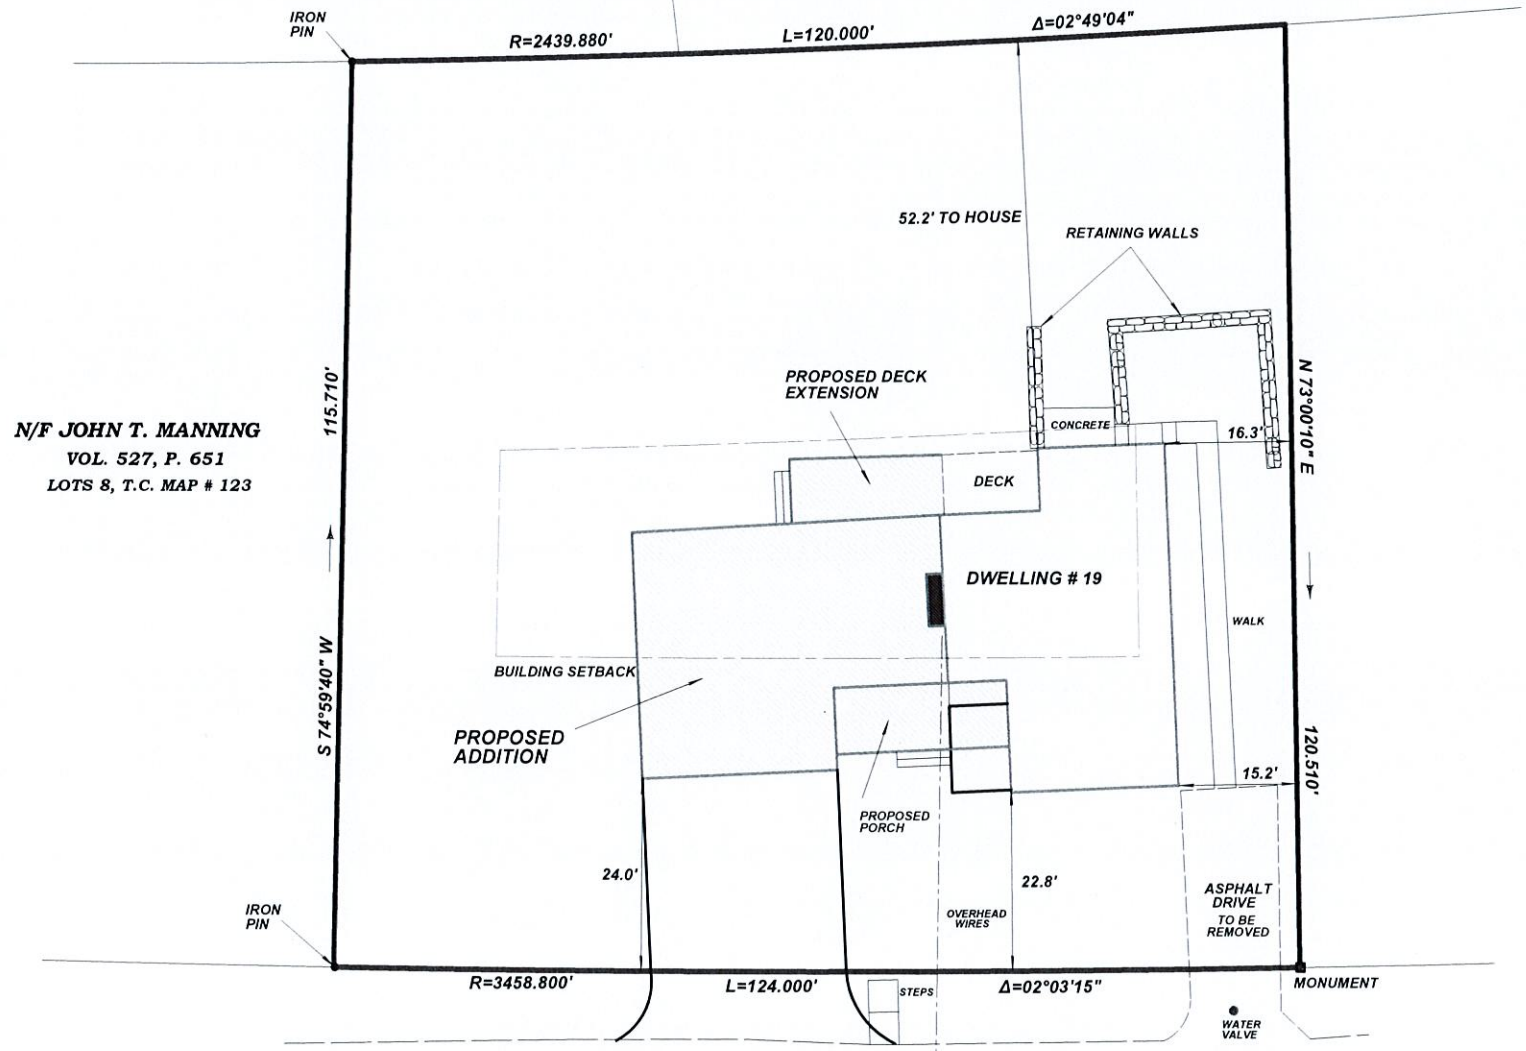 IRON
PIN
R=2439.880'
L=120.000'
Δ=02°49'04"
52.2' TO HOUSE
RETAINING WALLS
PROPOSED DECK
EXTENSION
115.710'
N 73°00'10" E
CONCRETE
16.3'
N/F JOHN T. MANNING
VOL. 527, P. 651
LOTS 8, T.C. MAP # 123
DECK
DWELLING # 19
WALK
BUILDING SETBACK
S 74°59'40" W
PROPOSED
ADDITION
120.510'
15.2'
PROPOSED
PORCH
24.0'
22.8'
ASPHALT
DRIVE
TO BE
REMOVED
OVERHEAD
WIRES
IRON
PIN
R=3458.800'
L=124.000'
Δ=02°03'15"
STEPS
MONUMENT
WATER
VALVE